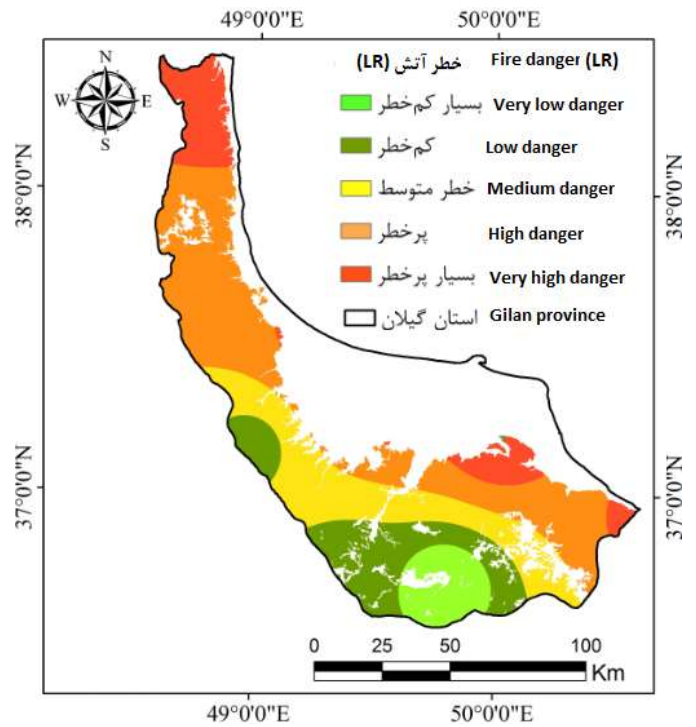 49°0'0"E 50°0'0"E
N
W E
S
(LR) خطر آتش Fire danger (LR)
بسیار کم‌خطر Very low danger
کم‌خطر Low danger
خطر متوسط Medium danger
پرخطر High danger
بسیار پرخطر Very high danger
استان گیلان Gilan province
38°0'0"N 38°0'0"N
37°0'0"N 37°0'0"N
0 25 50 100
Km
49°0'0"E 50°0'0"E